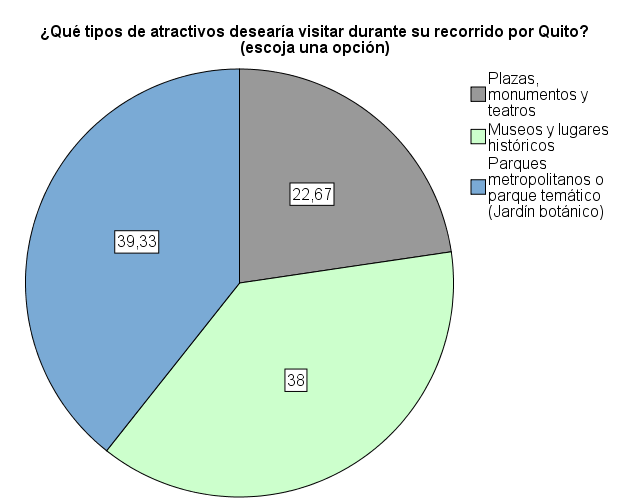 ¿Qué tipos de atractivos desearía visitar durante su recorrido por Quito?
(escoja una opción)
Plazas,
monumentos y
teatros
Museos y lugares
históricos
Parques
metropolitanos o
parque temático
(Jardín botánico)
22,67
39,33
38